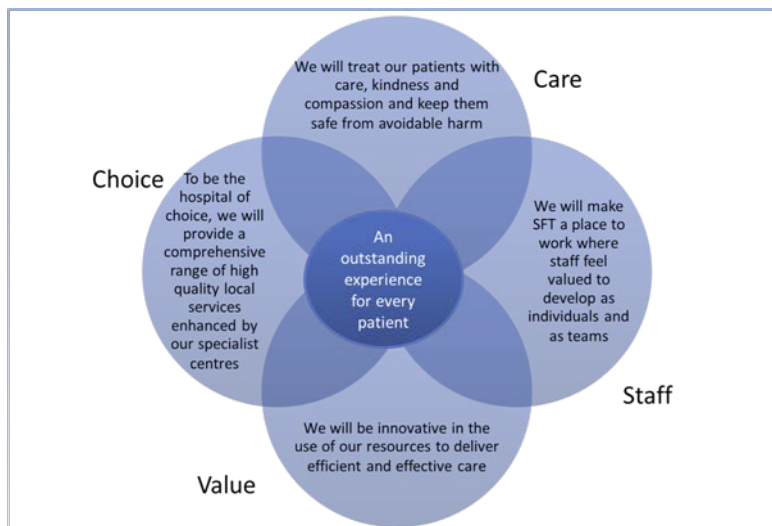 We will treat our patients with
care, kindness and
compassion and keep them
safe from avoidable harm
Care
Choice
To be the
hospital of
choice, we will
provide a
comprehensive
range of high
quality local
services
enhanced by
our specialist
centres
An
outstanding
experience
for every
patient
We will make
SFT a place to
work where
staff feel
valued to
develop as
individuals and
as teams
Staff
We will be innovative in the
use of our resources to deliver
efficient and effective care
Value